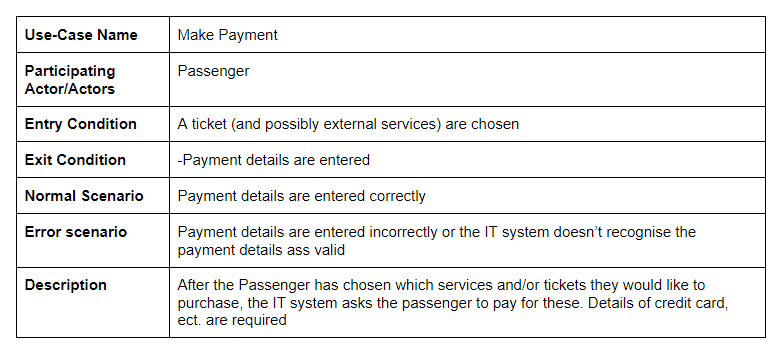 Use-Case Name Make Payment
Participating Passenger
Actor/Actors
Entry Condition A ticket (and possibly external services) are chosen
Exit Condition -Payment details are entered
Normal Scenario Payment details are entered correctly
Error scenario Payment details are entered incorrectly or the IT system doesn’t recognise the
payment details ass valid
Description After the Passenger has chosen which services and/or tickets they would like to
purchase, the IT system asks the passenger to pay for these. Details of credit card,
ect. are required